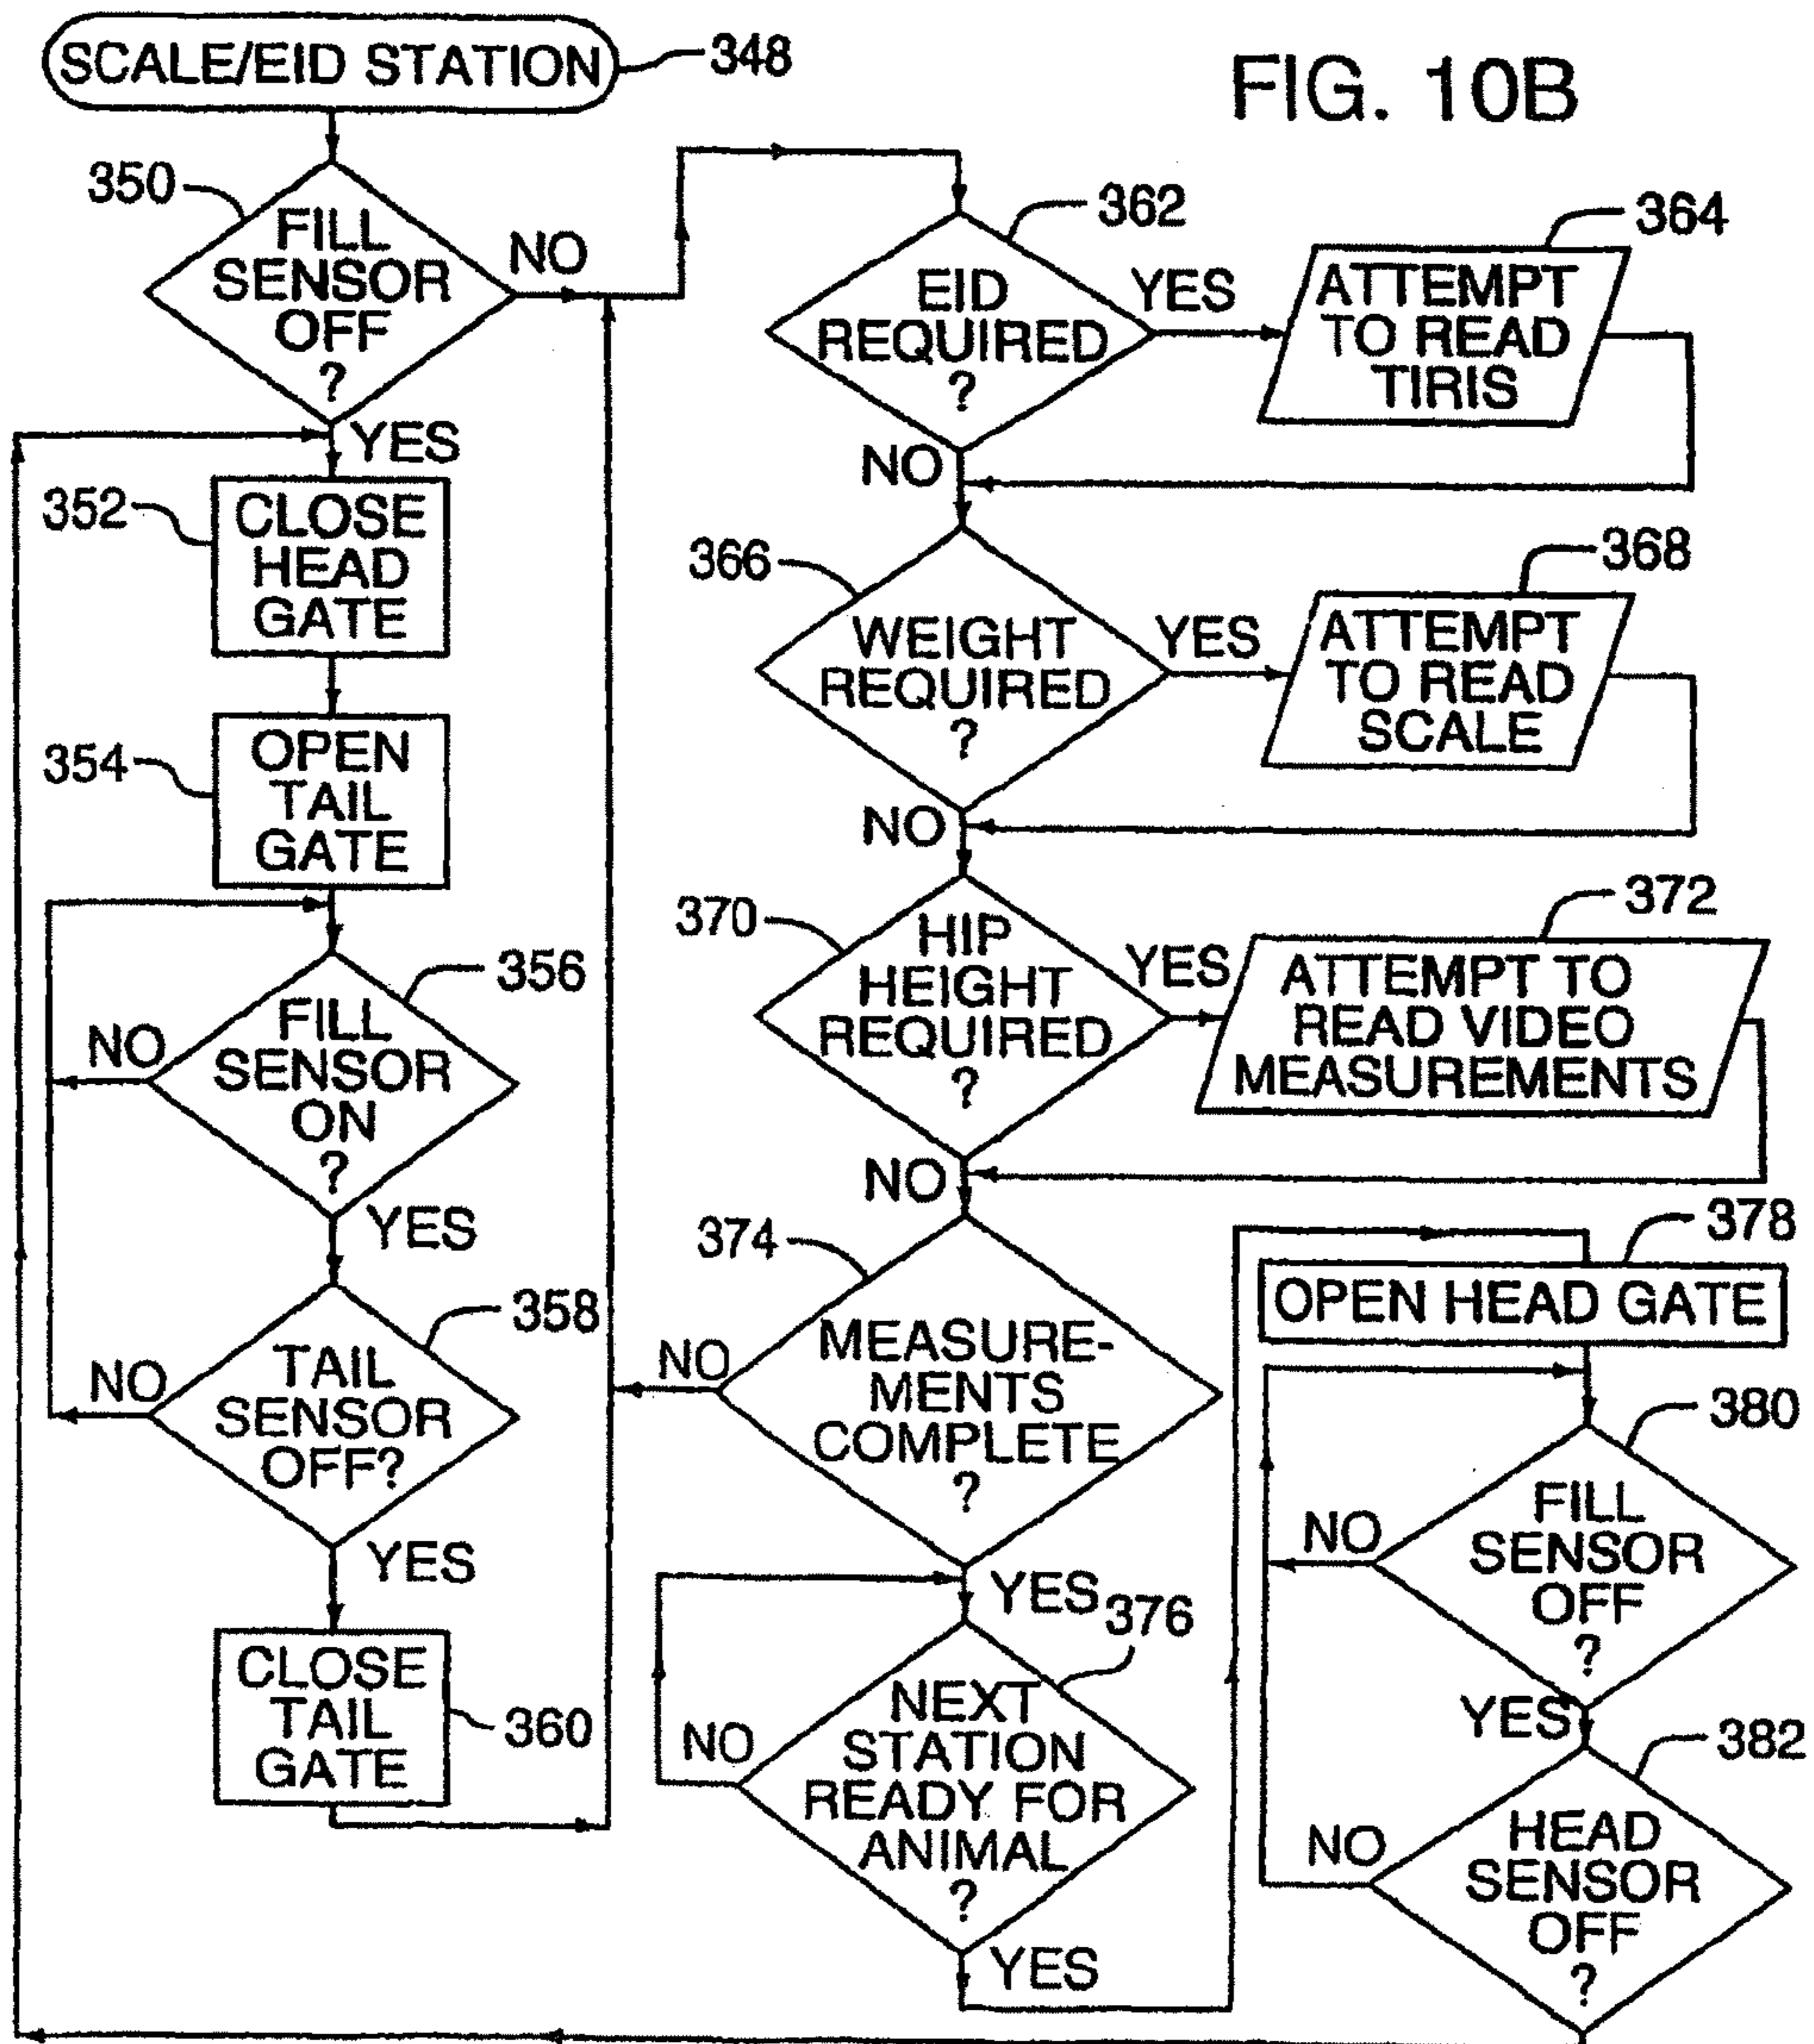 SCALE/EID STATION
348
FIG. 10B
350
FILL
SENSOR
OFF
?
NO
YES
352
CLOSE
HEAD
GATE
354
OPEN
TAIL
GATE
356
FILL
SENSOR
ON
?
NO
YES
358
TAIL
SENSOR
OFF?
NO
YES
CLOSE
TAIL
GATE
360
362
EID
REQUIRED
?
YES
NO
364
ATTEMPT
TO READ
TIRIS
366
WEIGHT
REQUIRED
?
YES
NO
368
ATTEMPT
TO READ
SCALE
370
HIP
HEIGHT
REQUIRED
?
YES
NO
372
ATTEMPT TO
READ VIDEO
MEASUREMENTS
374
MEASURE-
MENTS
COMPLETE
?
NO
YES
376
NEXT
STATION
READY FOR
ANIMAL
?
NO
YES
378
OPEN HEAD GATE
380
FILL
SENSOR
OFF
?
NO
YES
382
HEAD
SENSOR
OFF
?
NO